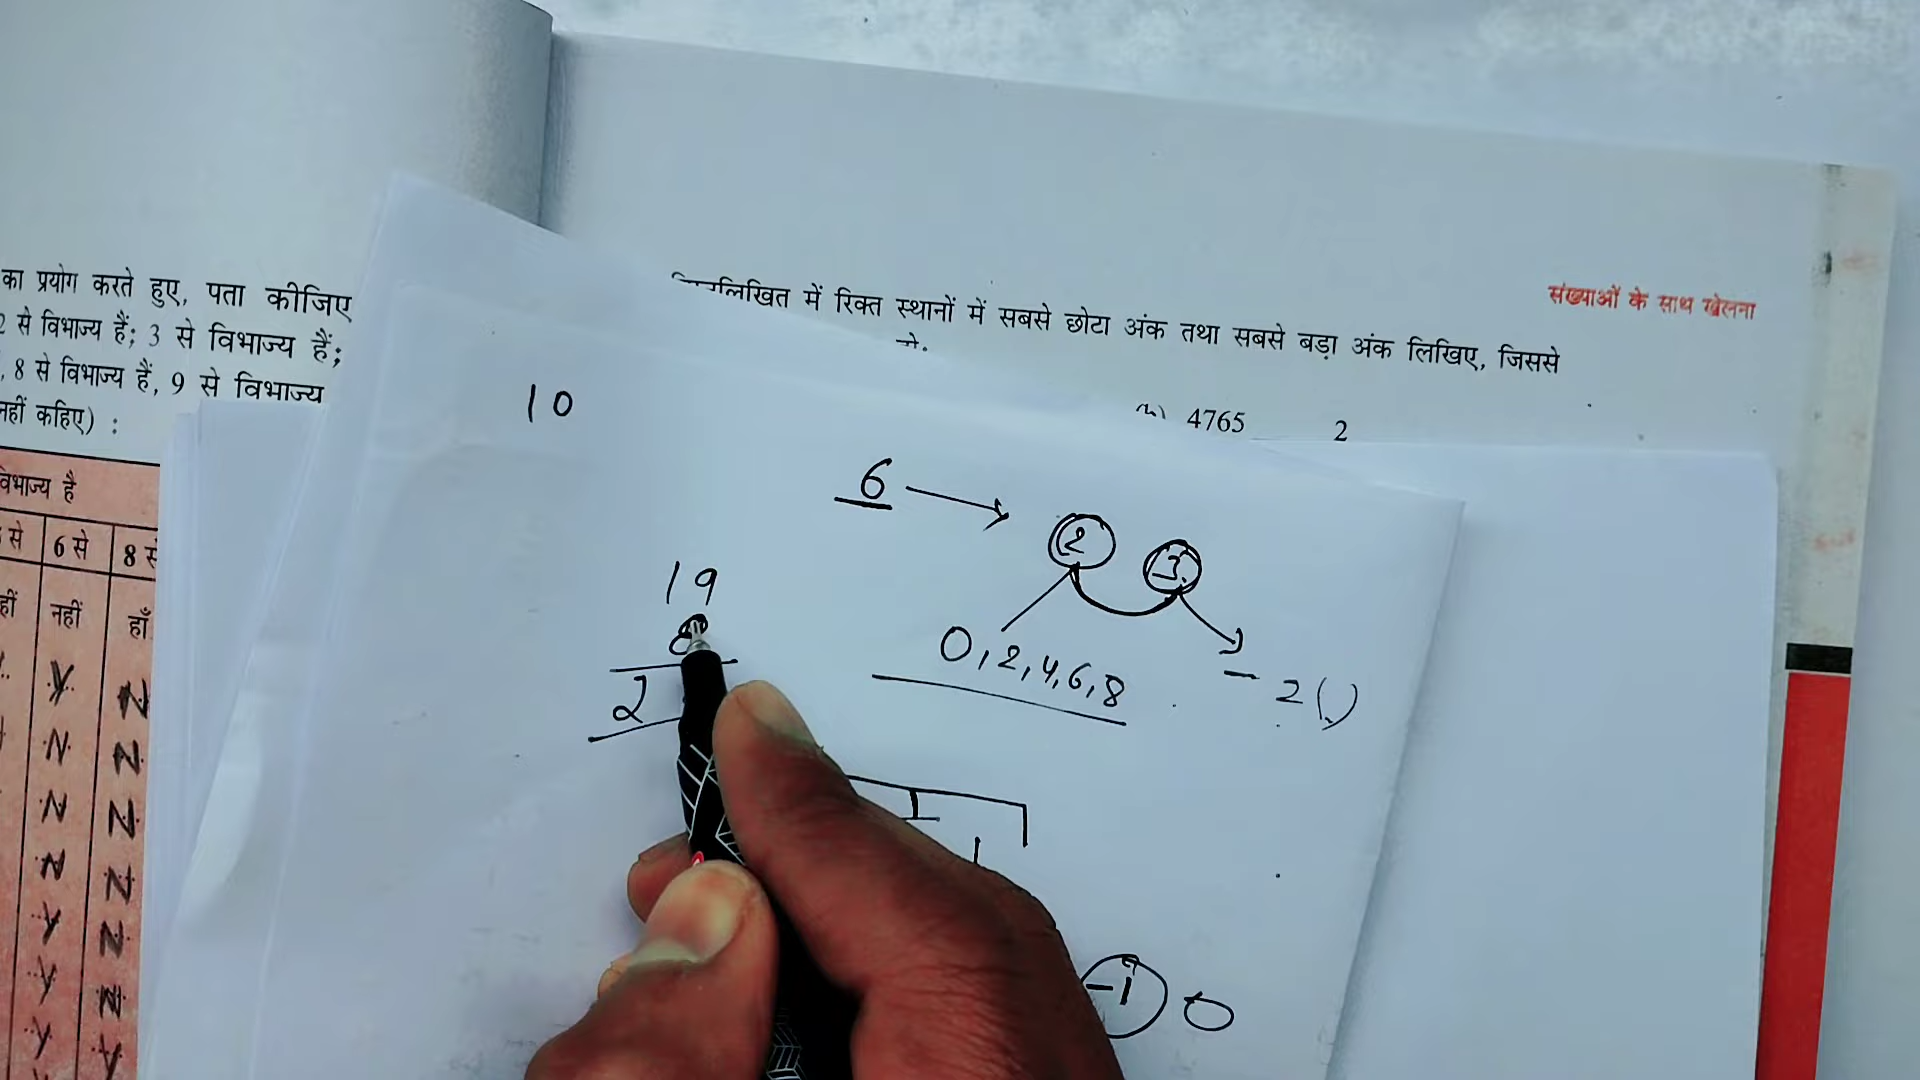 संख्याओं के साथ खेलना
का प्रयोग करते हुए, पता कीजिए
2 से विभाज्य हैं; 3 से विभाज्य हैं;
, 8 से विभाज्य हैं, 9 से विभाज्य
नहीं कहिए) :
विभाज्य है
से 6 से 8 से
हीं नहीं हाँ
लिखित में रिक्त स्थानों में सबसे छोटा अंक तथा सबसे बड़ा अंक लिखिए, जिससे
4765 2
10
6 → 2 3
0,2,4,6,8
- 2(.)
19
8
2
-1 0